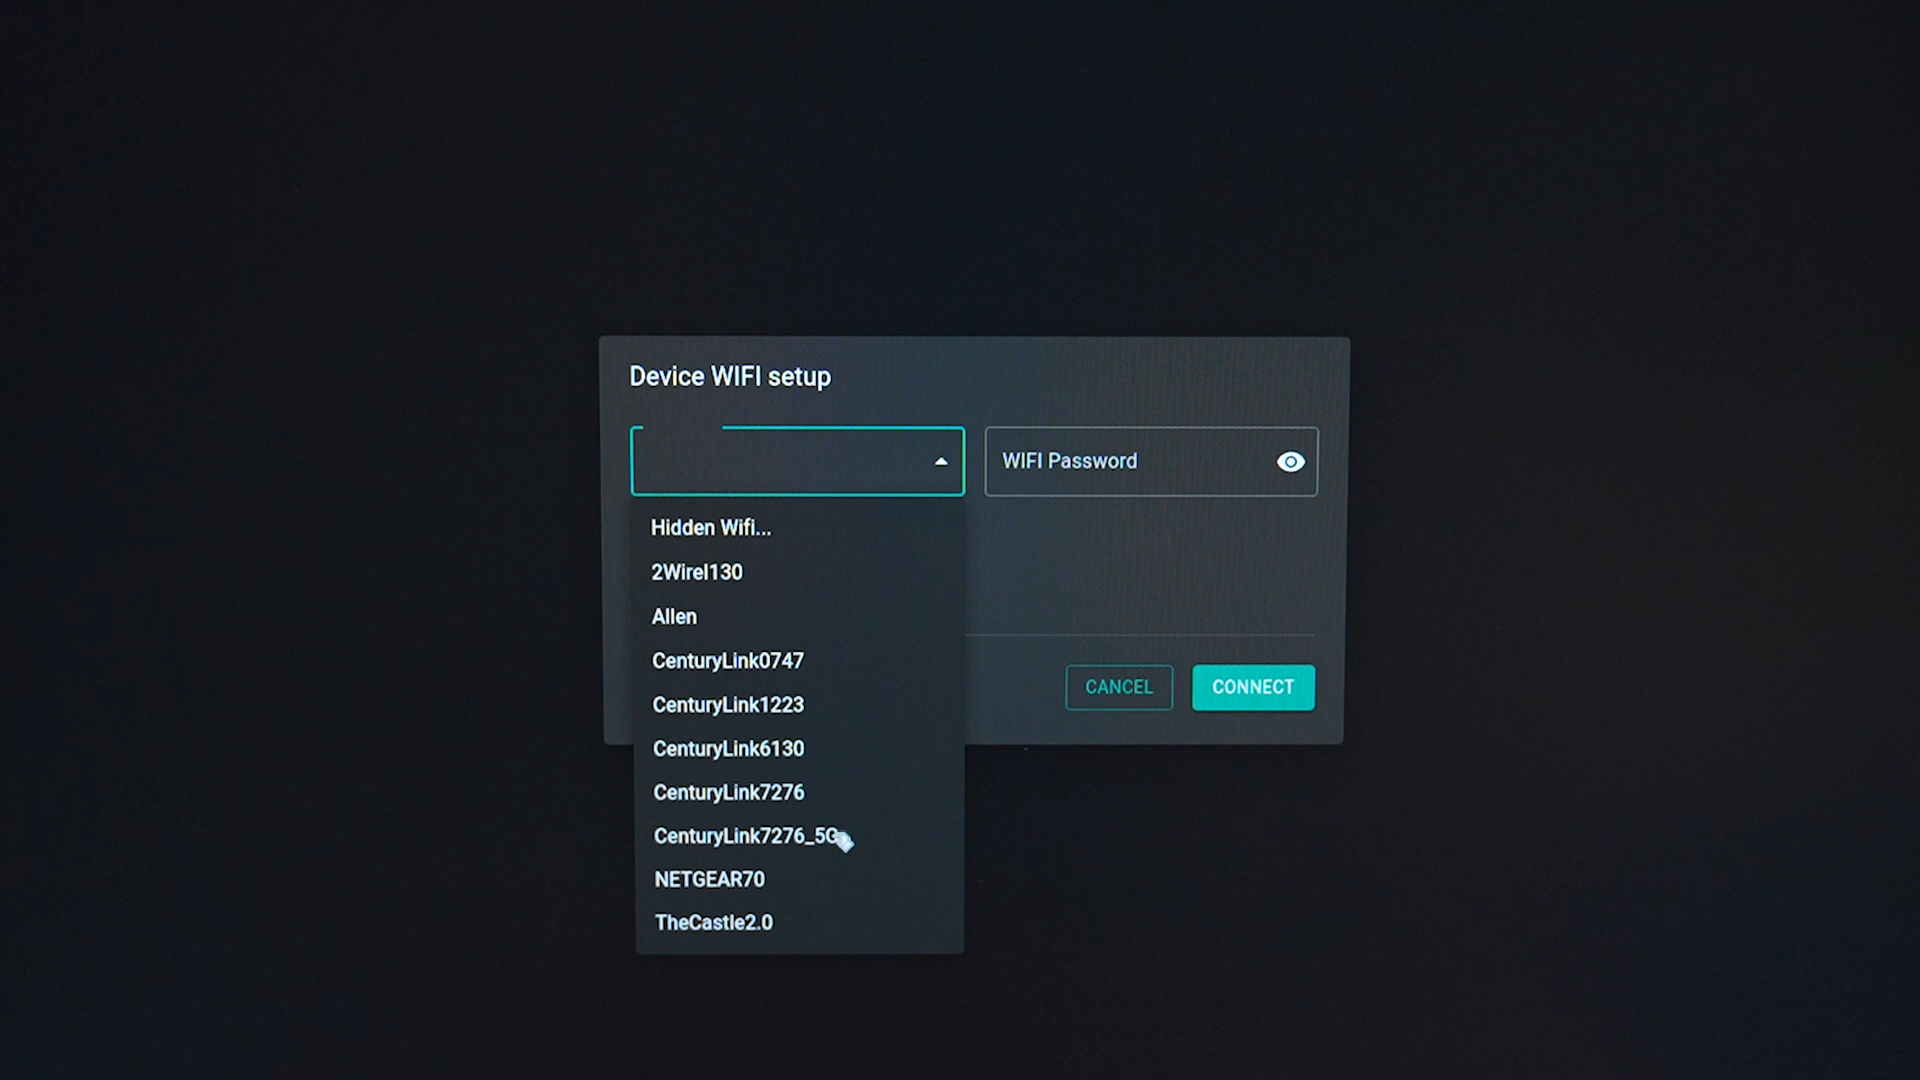 Device WIFI setup
WIFI Password
Hidden Wifi...
2Wirel130
Allen
CenturyLink0747
CenturyLink1223
CenturyLink6130
CenturyLink7276
CenturyLink7276_5G
NETGEAR70
TheCastle2.0
CANCEL
CONNECT